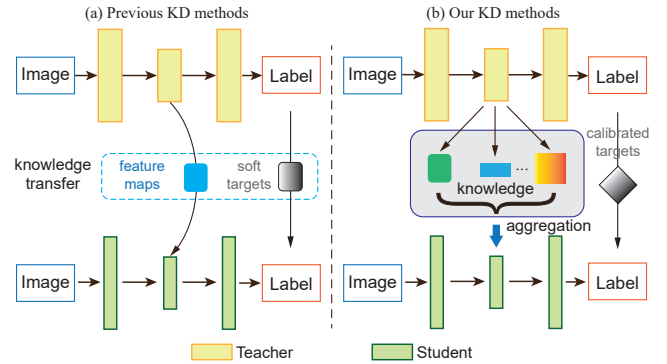 (a) Previous KD methods
Image
Label
knowledge
transfer
feature
maps
soft
targets
Image
Label
(b) Our KD methods
Image
Label
calibrated
targets
...
knowledge
aggregation
Image
Label
Teacher
Student